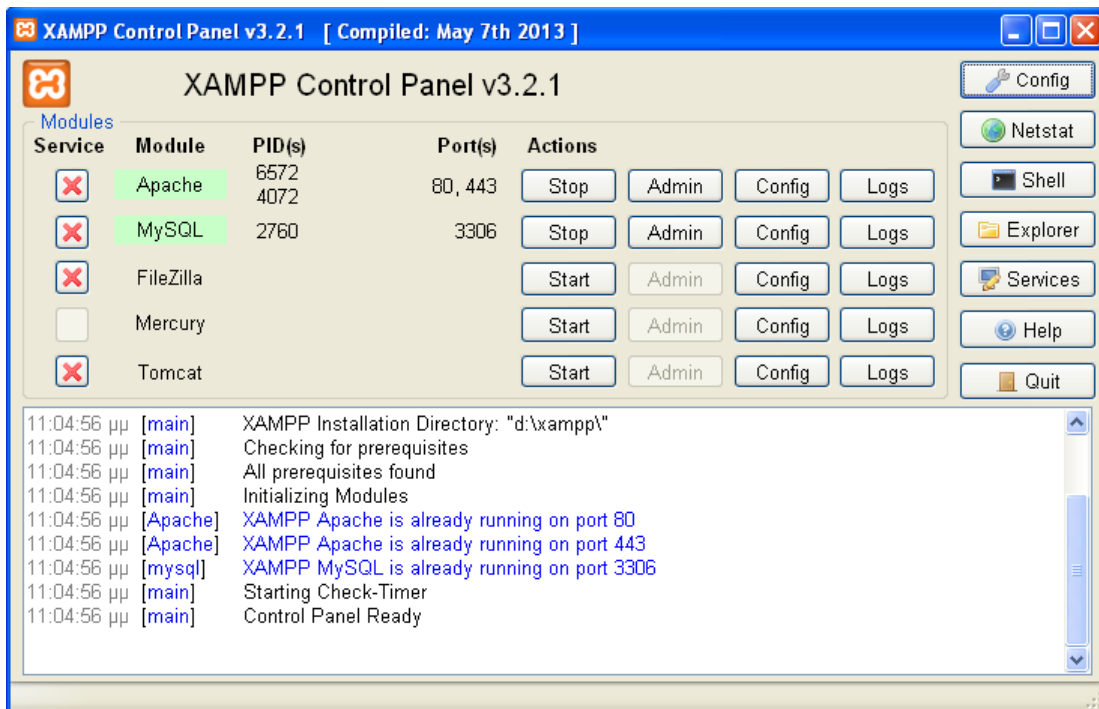 XAMPP Control Panel v3.2.1 [ Compiled: May 7th 2013 ]
XAMPP Control Panel v3.2.1
Config
Modules
Netstat
Service Module PID(s) Port(s) Actions
Apache 6572 4072 80, 443 Stop Admin Config Logs
Shell
MySQL 2760 3306 Stop Admin Config Logs
Explorer
FileZilla Start Admin Config Logs
Services
Mercury Start Admin Config Logs
Help
Tomcat Start Admin Config Logs
Quit
11:04:56 μμ [main] XAMPP Installation Directory: "d:\xampp\"
11:04:56 μμ [main] Checking for prerequisites
11:04:56 μμ [main] All prerequisites found
11:04:56 μμ [main] Initializing Modules
11:04:56 μμ [Apache] XAMPP Apache is already running on port 80
11:04:56 μμ [Apache] XAMPP Apache is already running on port 443
11:04:56 μμ [mysql] XAMPP MySQL is already running on port 3306
11:04:56 μμ [main] Starting Check-Timer
11:04:56 μμ [main] Control Panel Ready